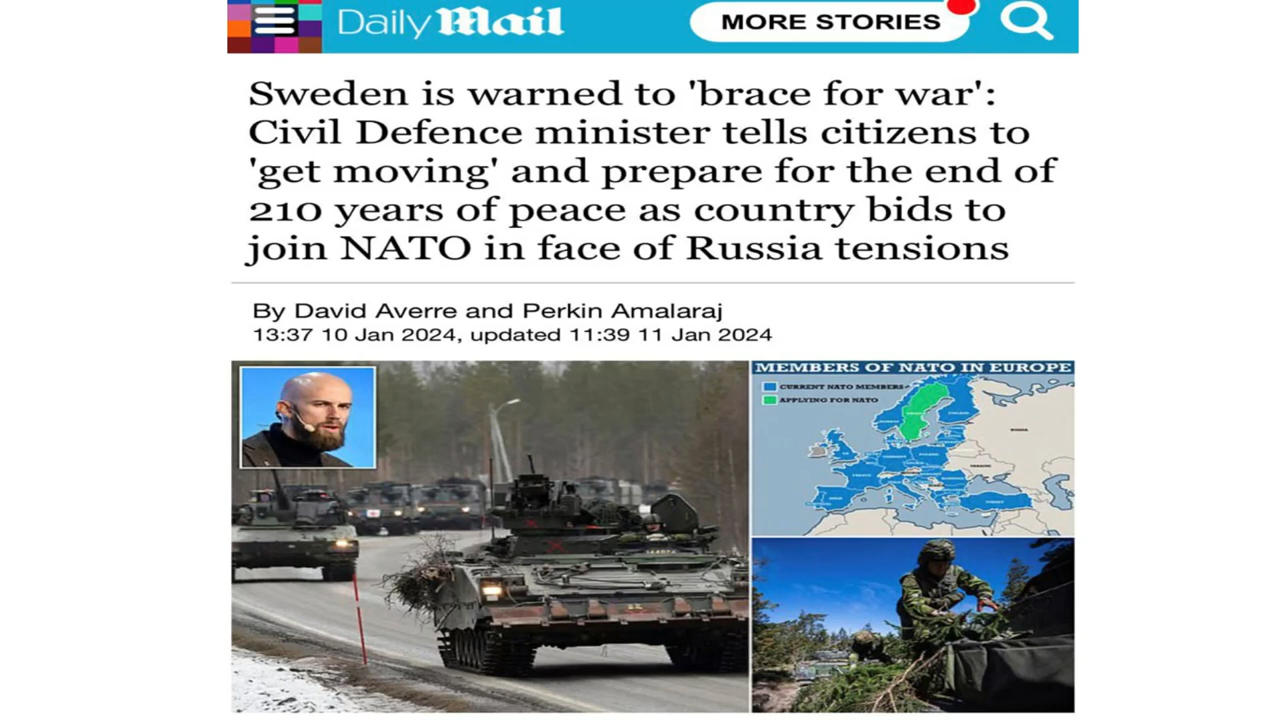 Daily Mail
MORE STORIES
Sweden is warned to 'brace for war':
Civil Defence minister tells citizens to
'get moving' and prepare for the end of
210 years of peace as country bids to
join NATO in face of Russia tensions
By David Averre and Perkin Amalaraj
13:37 10 Jan 2024, updated 11:39 11 Jan 2024
MEMBERS OF NATO IN EUROPE
CURRENT NATO MEMBERS
APPLYING FOR NATO
RUSSIA
UKRAINE
TURKEY